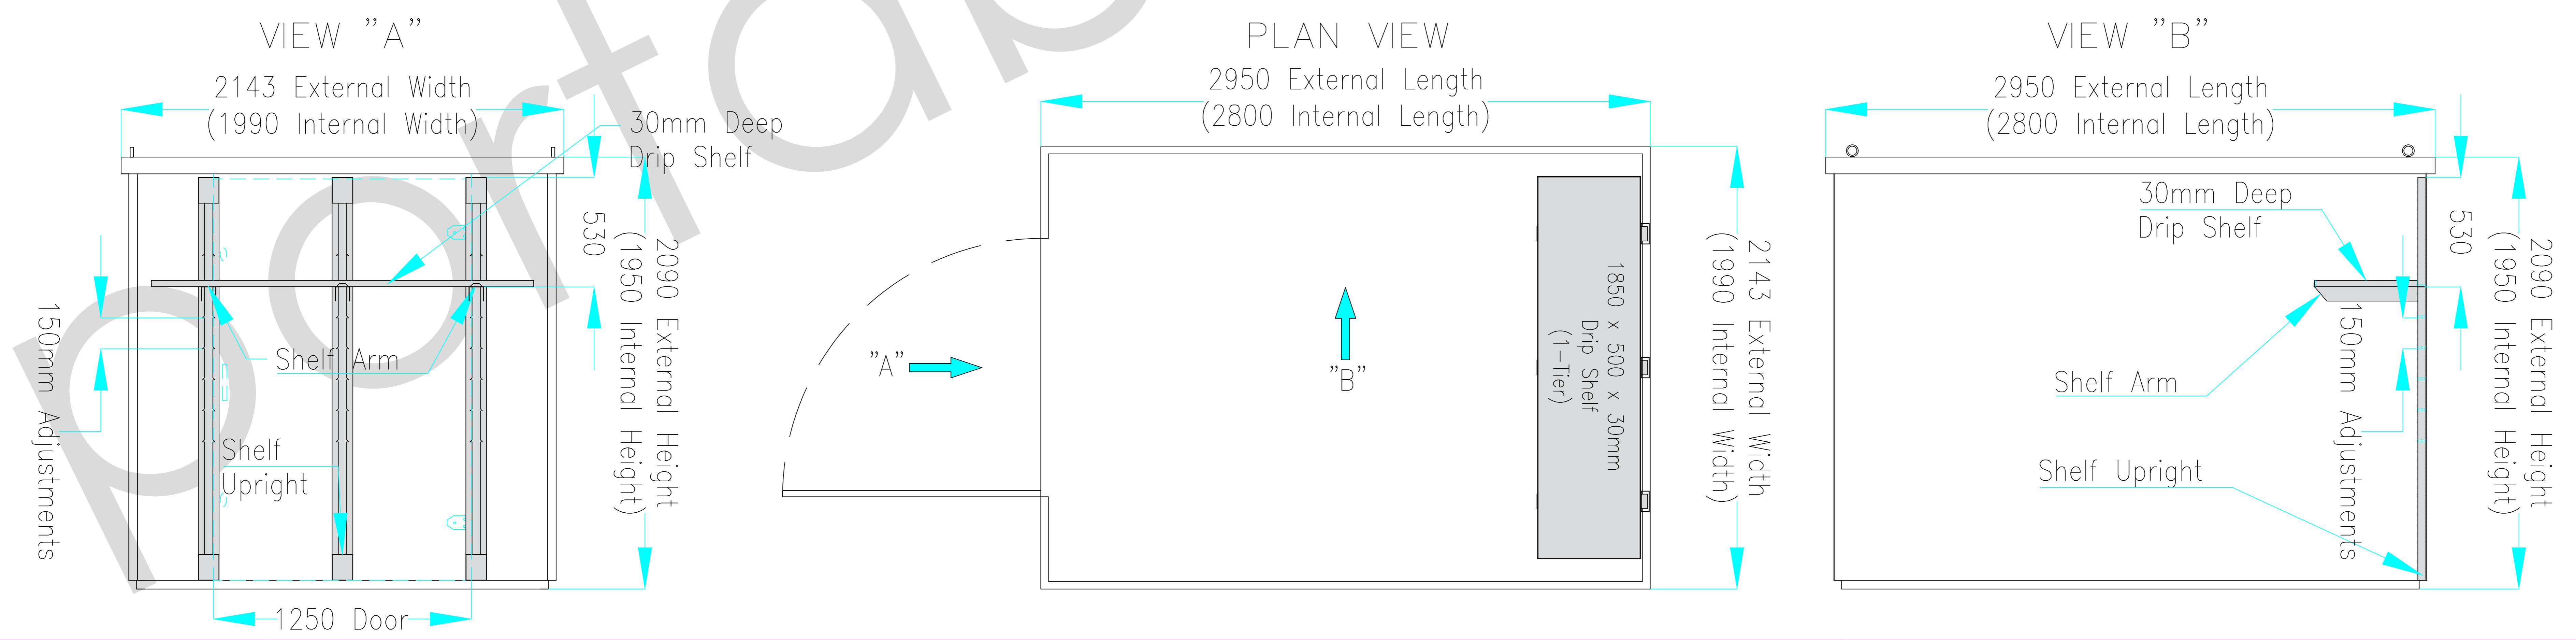 VIEW "A"
2143 External Width
(1990 Internal Width)
30mm Deep
Drip Shelf
530
2090 External Height
(1950 Internal Height)
150mm Adjustments
Shelf Arm
Shelf
Upright
1250 Door
PLAN VIEW
2950 External Length
(2800 Internal Length)
"A"
"B"
1850 x 500 x 30mm
Drip Shelf
(1-Tier)
2143 External Width
(1990 Internal Width)
VIEW "B"
2950 External Length
(2800 Internal Length)
30mm Deep
Drip Shelf
530
2090 External Height
(1950 Internal Height)
150mm Adjustments
Shelf Arm
Shelf Upright
portab